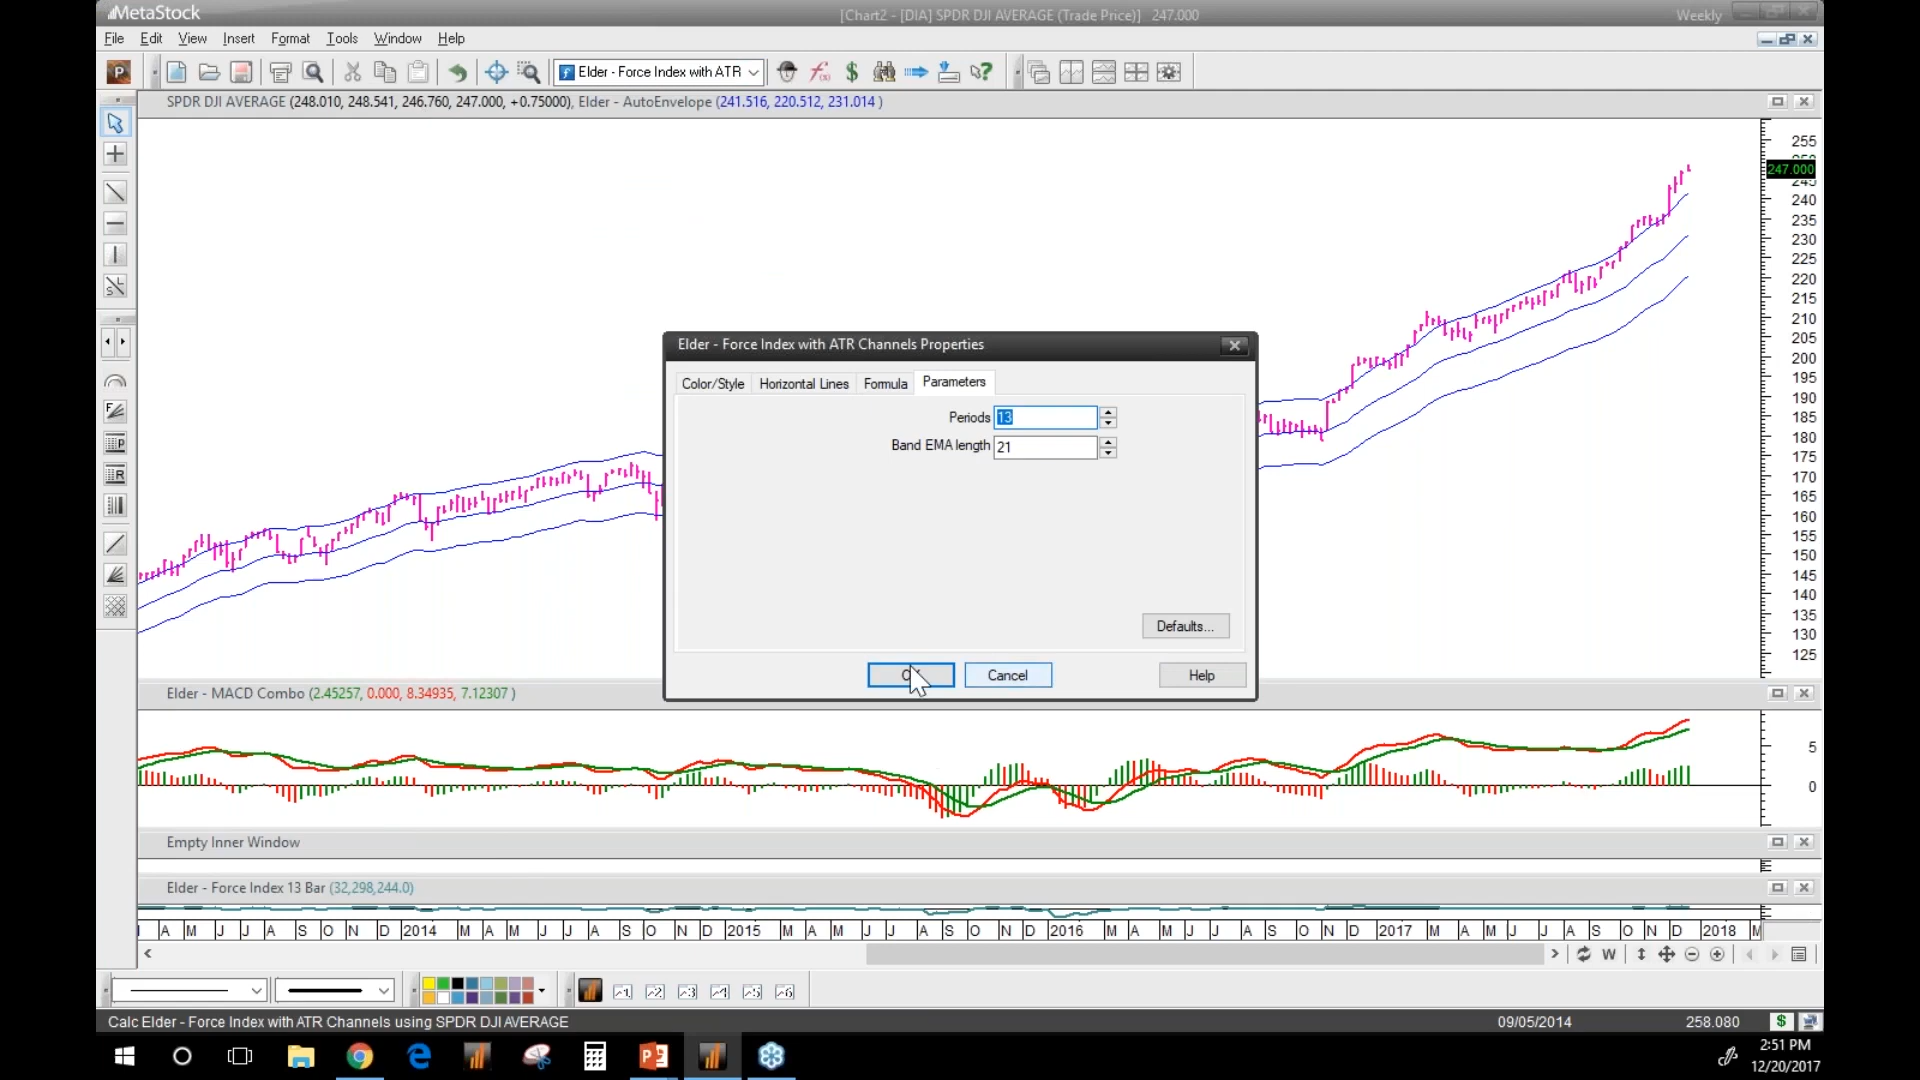 MetaStock
[Chart2 - [DIA] SPDR DJI AVERAGE (Trade Price)] 247.000
Weekly
File Edit View Insert Format Tools Window Help
Elder - Force Index with ATR
SPDR DJI AVERAGE (248.010, 248.541, 246.760, 247.000, +0.75000), Elder - AutoEnvelope (241.516, 220.512, 231.014 )
255
247.000
240
235
230
225
220
215
210
205
200
195
190
185
180
175
170
165
160
155
150
145
140
135
130
125
Elder - Force Index with ATR Channels Properties
Color/Style Horizontal Lines Formula Parameters
Periods 13
Band EMA length 21
Defaults...
Cancel Help
Elder - MACD Combo (2.45257, 0.000, 8.34935, 7.12307 )
5
0
Empty Inner Window
Elder - Force Index 13 Bar (32,298,244.0)
A M J J A S O N D 2014 M A M J J A S O N D 2015 M A M J J A S O N D 2016 M A M J J A S O N D 2017 M A M J J A S O N D 2018 M
W
Calc Elder - Force Index with ATR Channels using SPDR DJI AVERAGE
09/05/2014 258.080
2:51 PM
12/20/2017